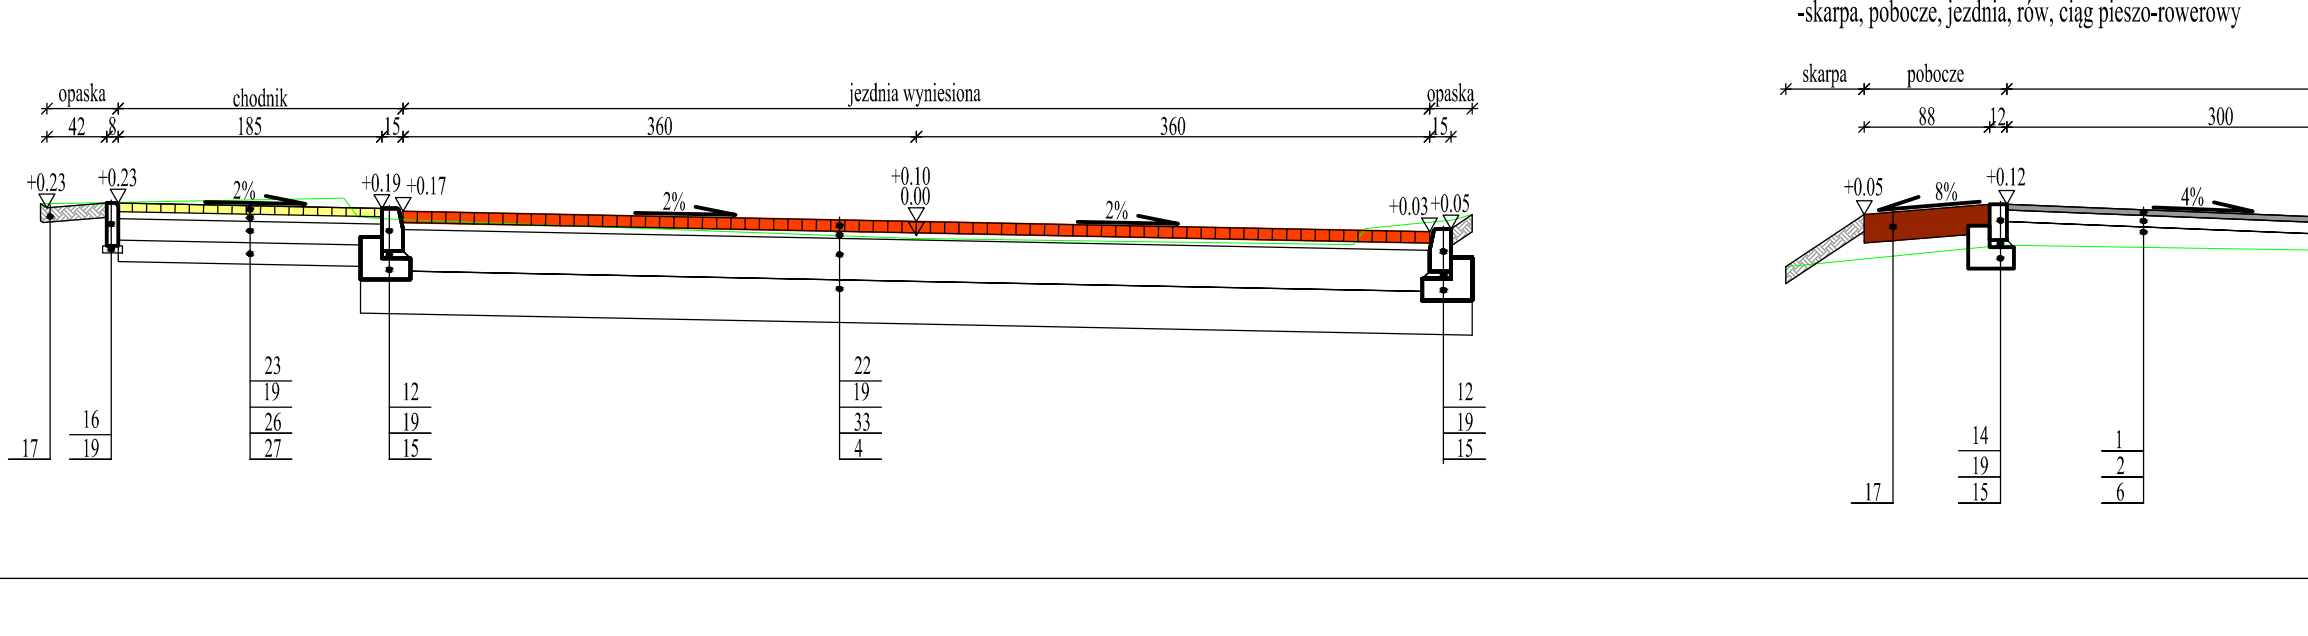 -skarpa, pobocze, jezdnia, rów, ciąg pieszo-rowerowy
opaska chodnik jezdnia wyniesiona opaska
42 8 185 15 360 360 15
+0.23 +0.23 2% +0.19 +0.17 2% +0.10 2% +0.03 +0.05
0.00
23 22
19 12 19 12
16 26 19 33 19
17 19 27 15 4 15
skarpa pobocze
88 12 300
+0.05 8% +0.12 4%
14 1
19 2
17 15 6